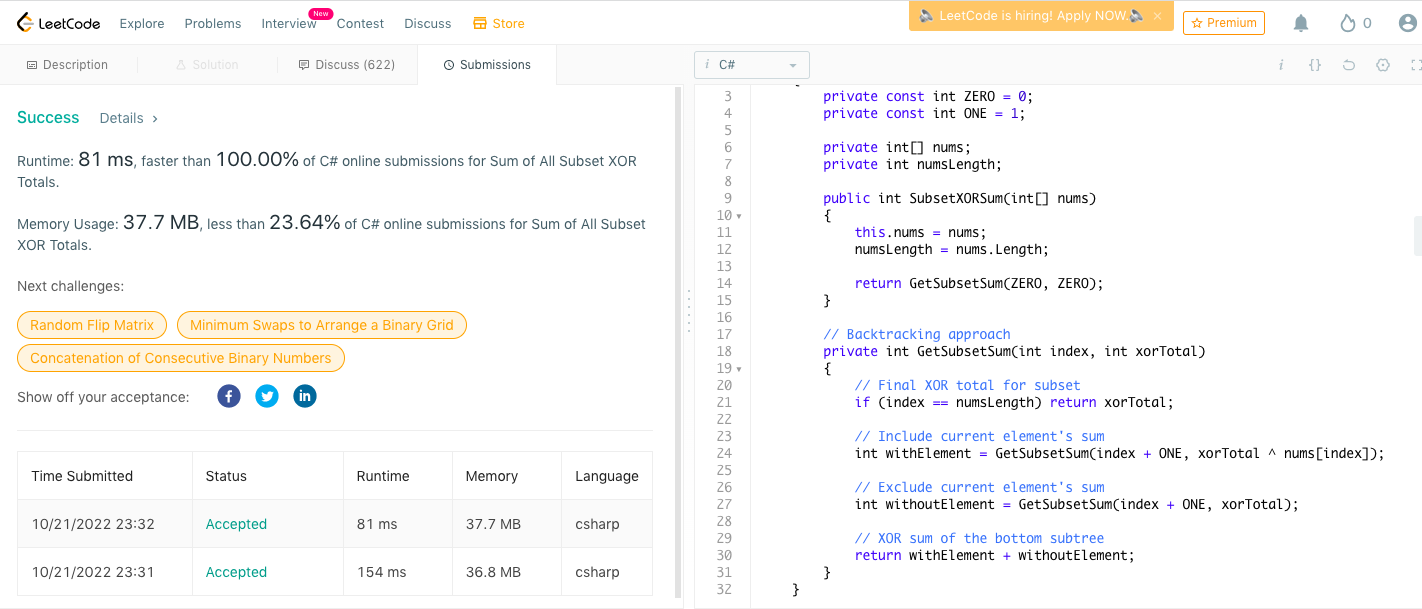 LeetCode Explore Problems Interview New Contest Discuss Store
LeetCode is hiring! Apply NOW. × Premium 0
Description Solution Discuss (622) Submissions
Success Details ›
Runtime: 81 ms, faster than 100.00% of C# online submissions for Sum of All Subset XOR
Totals.
Memory Usage: 37.7 MB, less than 23.64% of C# online submissions for Sum of All Subset
XOR Totals.
Next challenges:
Random Flip Matrix Minimum Swaps to Arrange a Binary Grid
Concatenation of Consecutive Binary Numbers
Show off your acceptance: f in
Time Submitted Status Runtime Memory Language
10/21/2022 23:32 Accepted 81 ms 37.7 MB csharp
10/21/2022 23:31 Accepted 154 ms 36.8 MB csharp
i C# i {}
3 private const int ZERO = 0;
4 private const int ONE = 1;
5
6 private int[] nums;
7 private int numsLength;
8
9 public int SubsetXORSum(int[] nums)
10 {
11 this.nums = nums;
12 numsLength = nums.Length;
13
14 return GetSubsetSum(ZERO, ZERO);
15 }
16
17 // Backtracking approach
18 private int GetSubsetSum(int index, int xorTotal)
19 {
20 // Final XOR total for subset
21 if (index == numsLength) return xorTotal;
22
23 // Include current element's sum
24 int withElement = GetSubsetSum(index + ONE, xorTotal ^ nums[index]);
25
26 // Exclude current element's sum
27 int withoutElement = GetSubsetSum(index + ONE, xorTotal);
28
29 // XOR sum of the bottom subtree
30 return withElement + withoutElement;
31 }
32 }